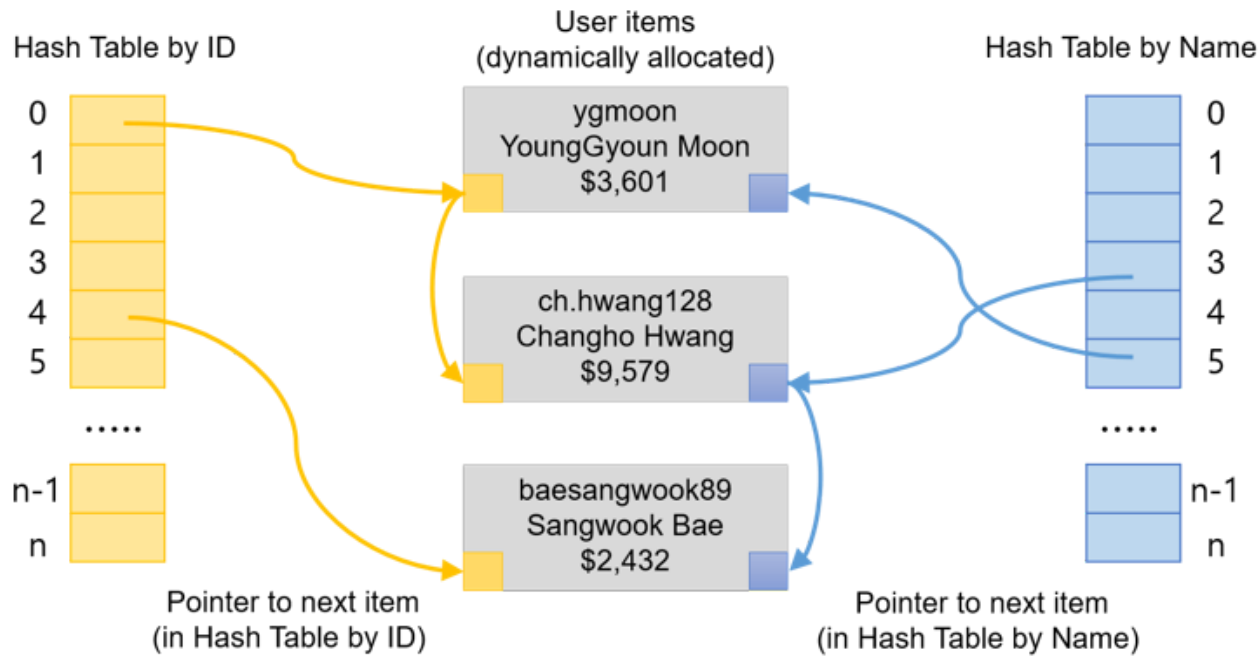 User items
(dynamically allocated)
Hash Table by ID
Hash Table by Name
0
1
2
3
4
5
.....
n-1
n
ygmoon
YoungGyoun Moon
$3,601
ch.hwang128
Changho Hwang
$9,579
baesangwook89
Sangwook Bae
$2,432
0
1
2
3
4
5
.....
n-1
n
Pointer to next item
(in Hash Table by ID)
Pointer to next item
(in Hash Table by Name)